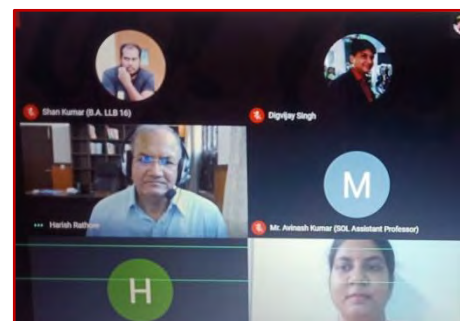 Shan Kumar (B.A. LLB 16)
Digvijay Singh
Harish Rathore
M
Mr. Avinash Kumar (SOL Assistant Professor)
H